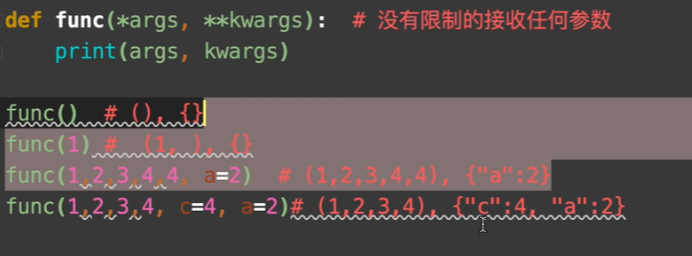 def func(*args, **kwargs):  # 没有限制的接收任何参数
    print(args, kwargs)
func()  # (), {}
func(1) #  (1, ), {}
func(1,2,3,4,4, a=2)  # (1,2,3,4,4), {"a":2}
func(1,2,3,4, c=4, a=2)# (1,2,3,4), {"c":4, "a":2}